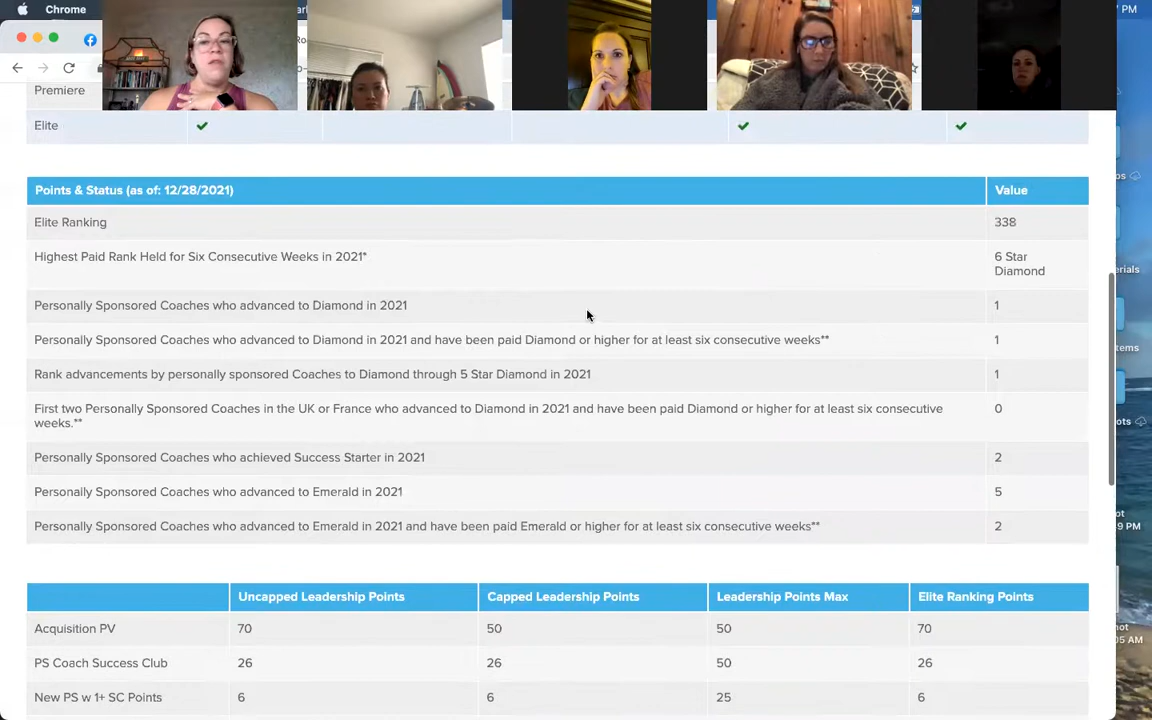 Chrome
PM
Premiere
Elite
Points & Status (as of: 12/28/2021) Value
Elite Ranking 338
Highest Paid Rank Held for Six Consecutive Weeks in 2021* 6 Star
Diamond
Personally Sponsored Coaches who advanced to Diamond in 2021 1
Personally Sponsored Coaches who advanced to Diamond in 2021 and have been paid Diamond or higher for at least six consecutive weeks** 1
Rank advancements by personally sponsored Coaches to Diamond through 5 Star Diamond in 2021 1
First two Personally Sponsored Coaches in the UK or France who advanced to Diamond in 2021 and have been paid Diamond or higher for at least six consecutive 0
weeks.**
Personally Sponsored Coaches who achieved Success Starter in 2021 2
Personally Sponsored Coaches who advanced to Emerald in 2021 5
Personally Sponsored Coaches who advanced to Emerald in 2021 and have been paid Emerald or higher for at least six consecutive weeks** 2
Uncapped Leadership Points Capped Leadership Points Leadership Points Max Elite Ranking Points
Acquisition PV 70 50 50 70
PS Coach Success Club 26 26 50 26
New PS w 1+ SC Points 6 6 25 6